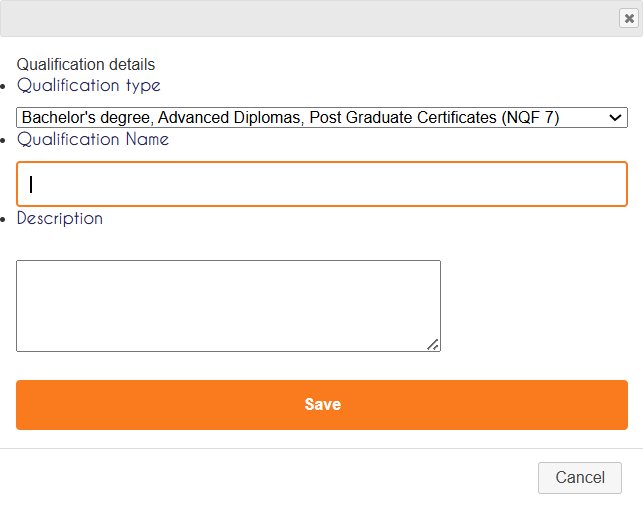 Qualification details
Qualification type
Bachelor's degree, Advanced Diplomas, Post Graduate Certificates (NQF 7)
Qualification Name
Description
Save
Cancel